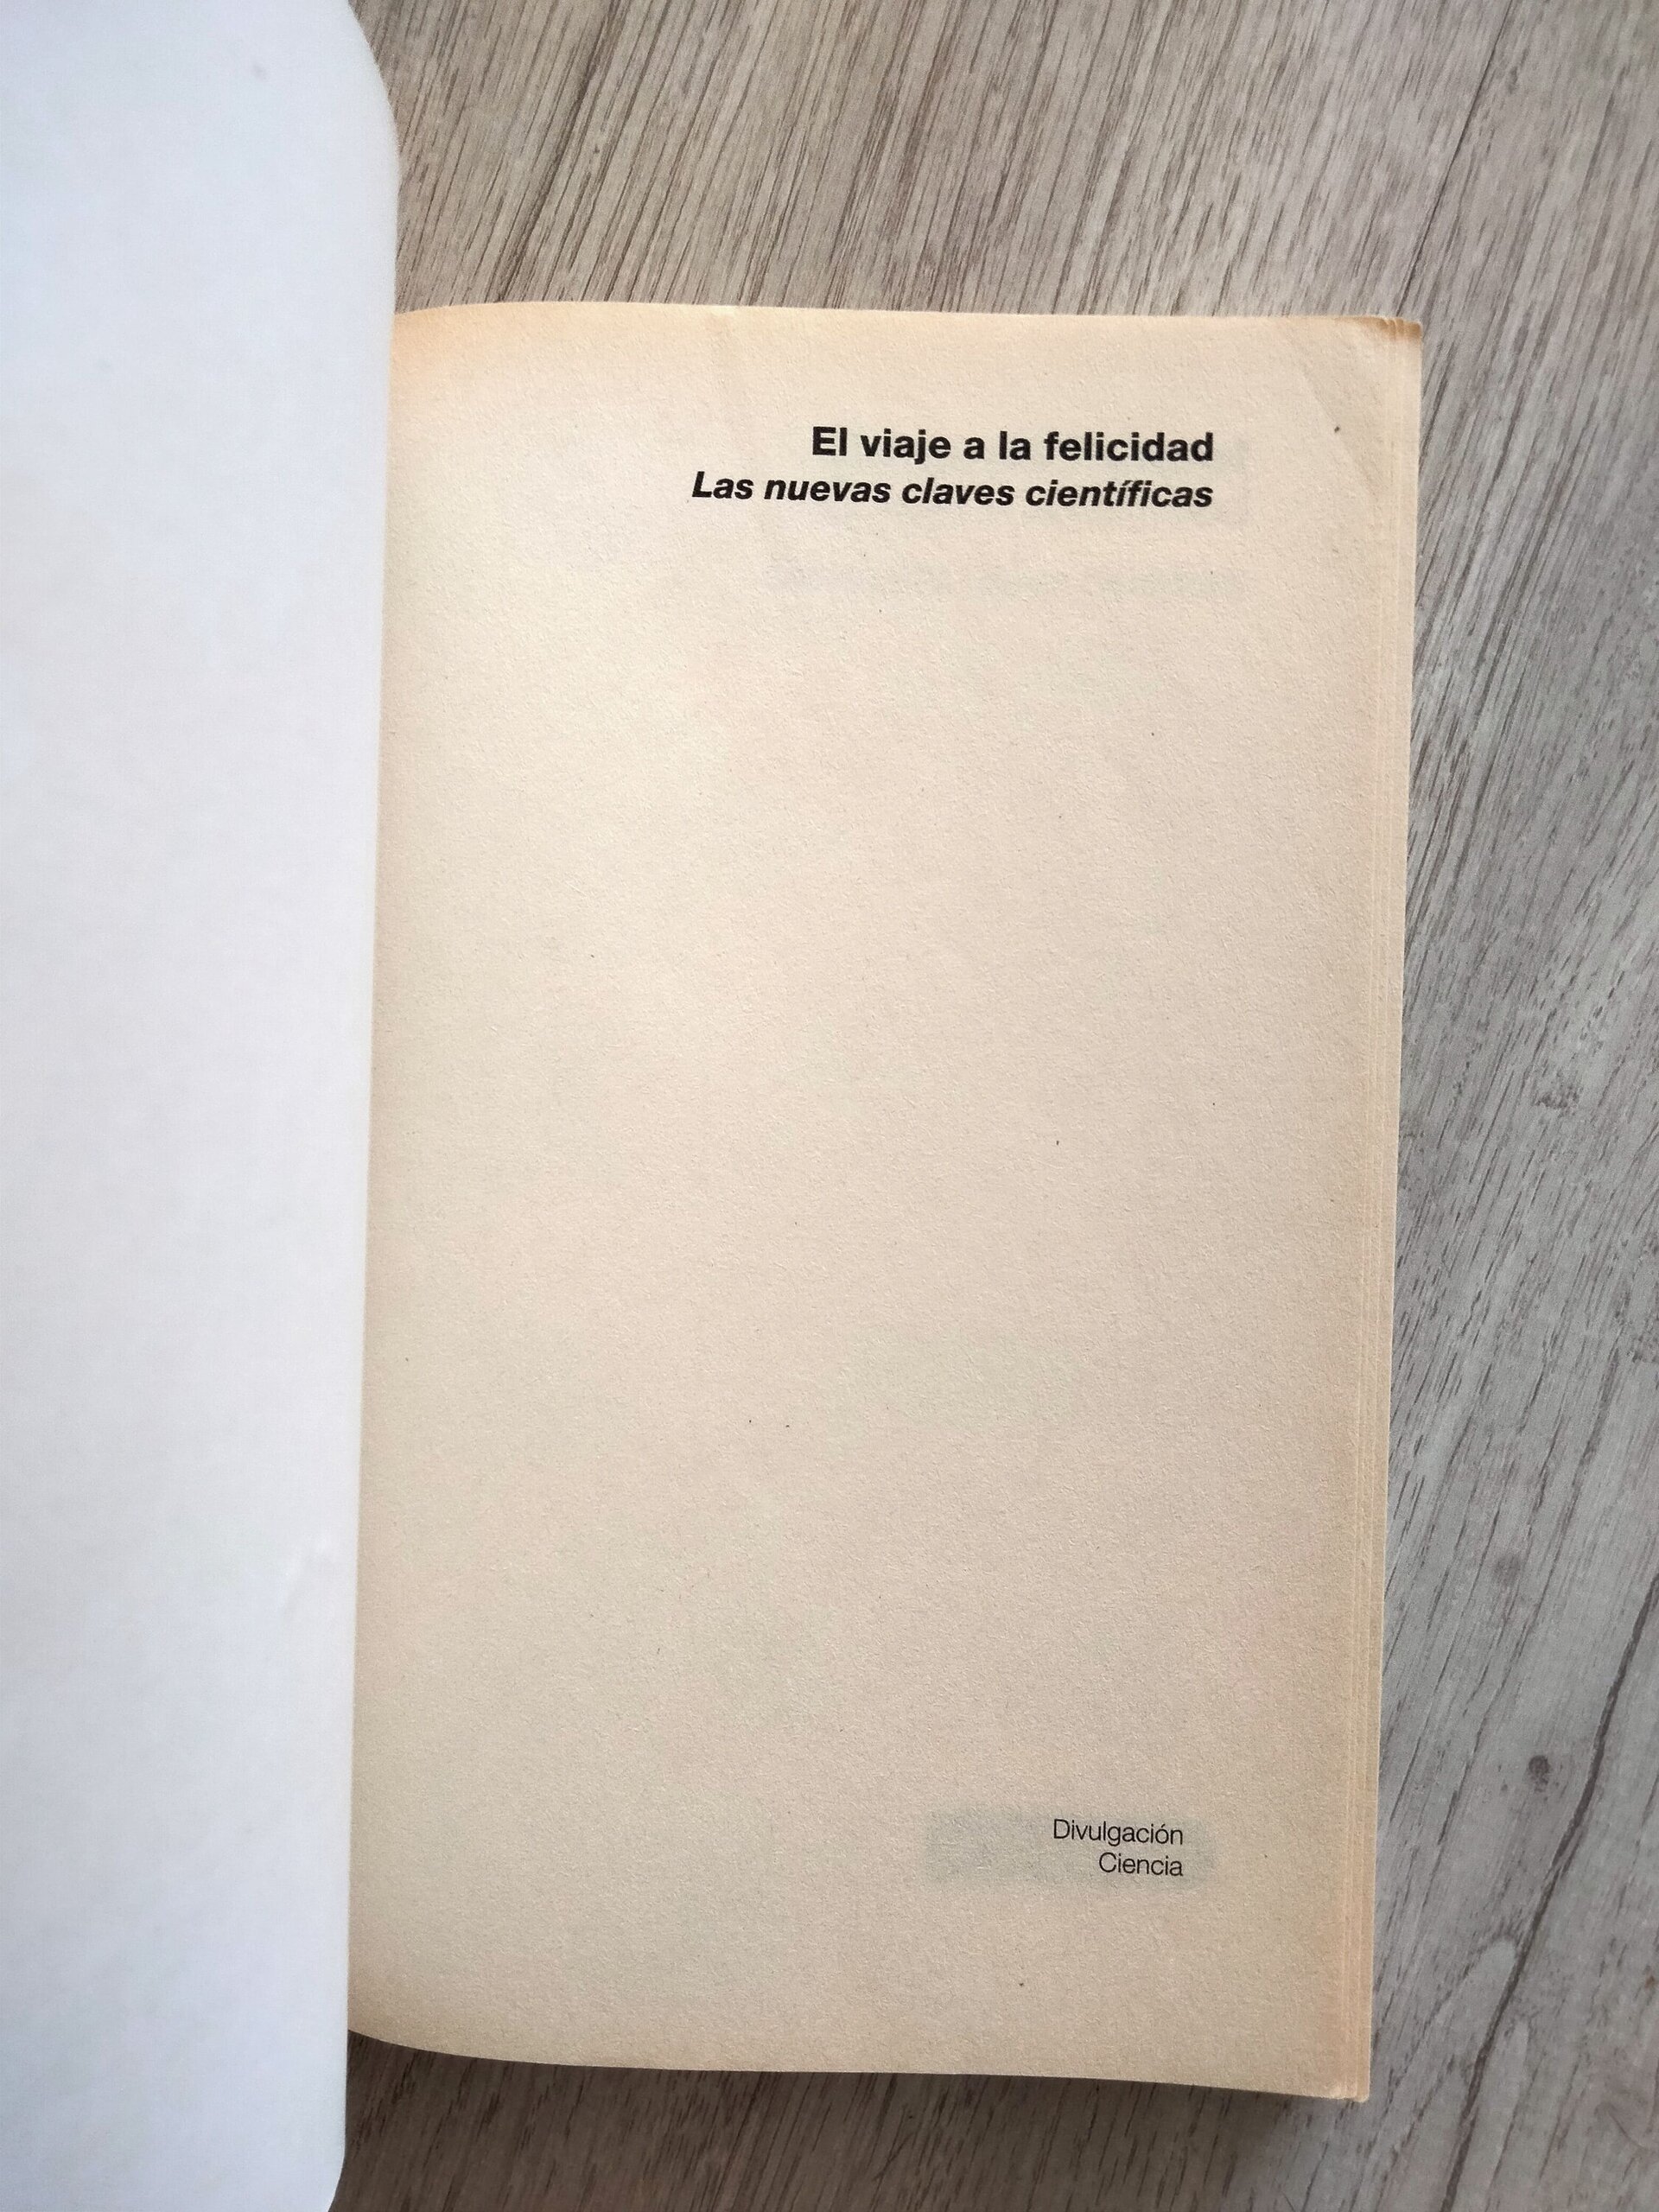 El viaje a la felicidad
Las nuevas claves científicas
Divulgación
Ciencia